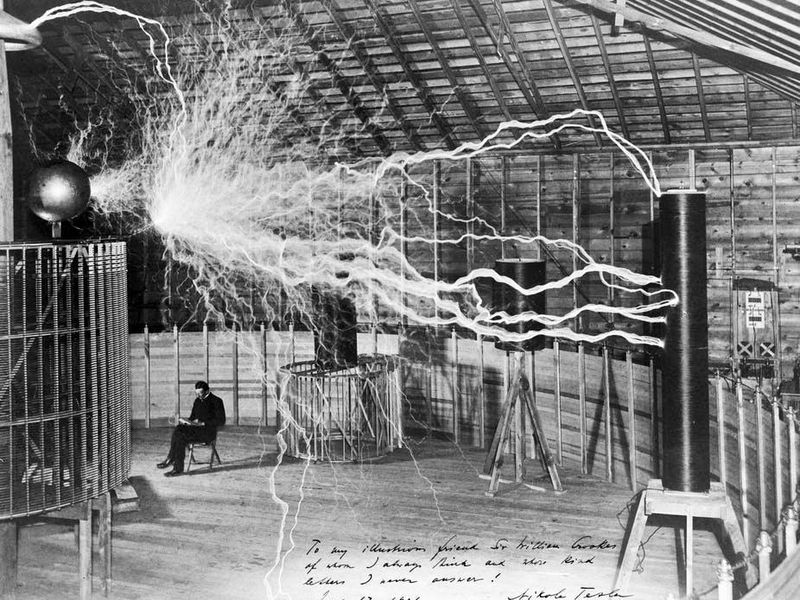 To my illustrious friend Sir William Crookes
of whom I always think and whose kind
letters I never answer!
Nikola Tesla